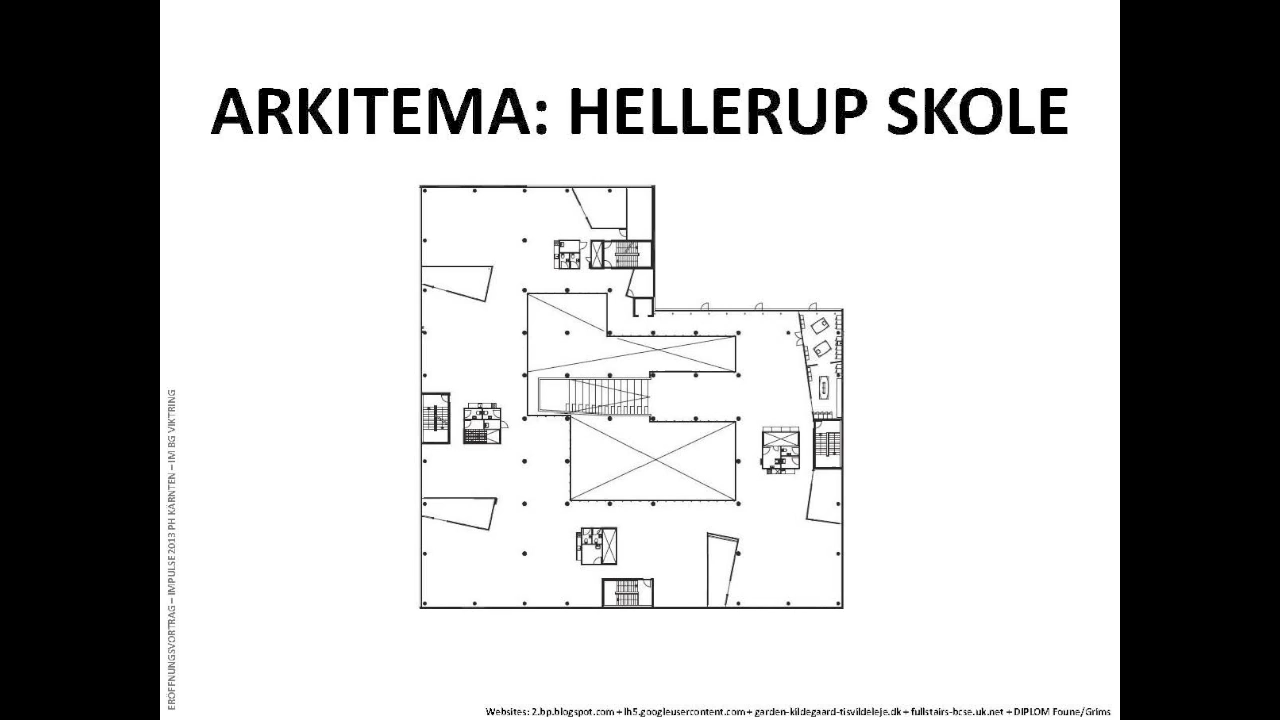 ARKITEMA: HELLERUP SKOLE
ERÖFFNUNGSVORTRAG – IMPULSE 2013 PH KÄRNTEN – IM BG VIKTRING
Websites: 2.bp.blogspot.com + lh5.googleusercontent.com + garden-kildegaard-tisvildeleje.dk + fullstairs-bcse.uk.net + DIPLOM Foune/Grims